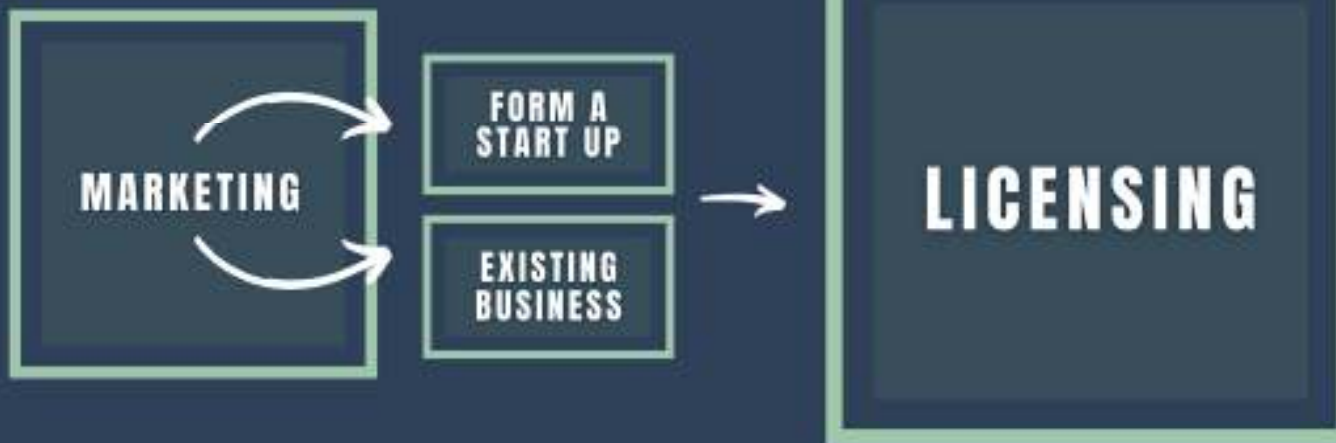 MARKETING
FORM A
START UP
EXISTING
BUSINESS
LICENSING